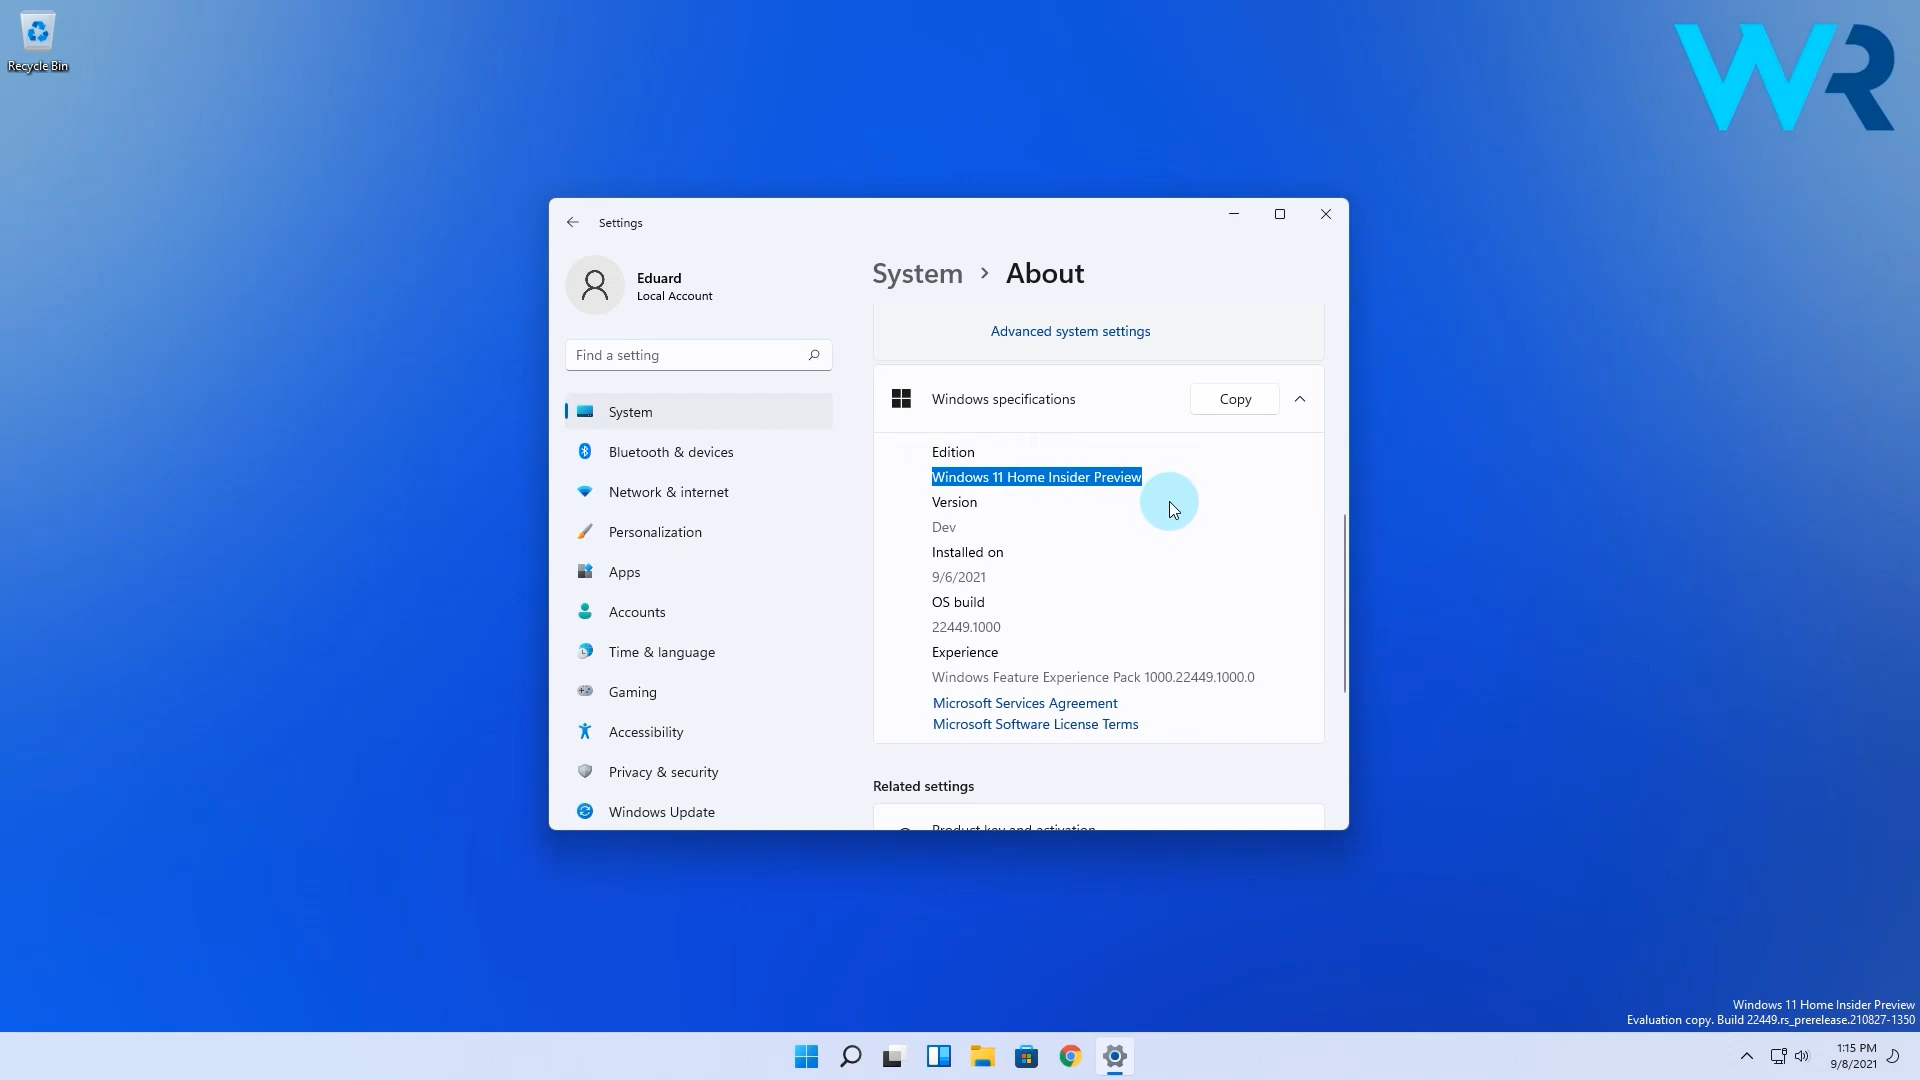 Recycle Bin
WR
Settings
Eduard
Local Account
Find a setting
System
Bluetooth & devices
Network & internet
Personalization
Apps
Accounts
Time & language
Gaming
Accessibility
Privacy & security
Windows Update
System > About
Advanced system settings
Windows specifications
Copy
Edition
Windows 11 Home Insider Preview
Version
Dev
Installed on
9/6/2021
OS build
22449.1000
Experience
Windows Feature Experience Pack 1000.22449.1000.0
Microsoft Services Agreement
Microsoft Software License Terms
Related settings
Product key and activation
Windows 11 Home Insider Preview
Evaluation copy. Build 22449.rs_prerelease.210827-1350
1:15 PM
9/8/2021